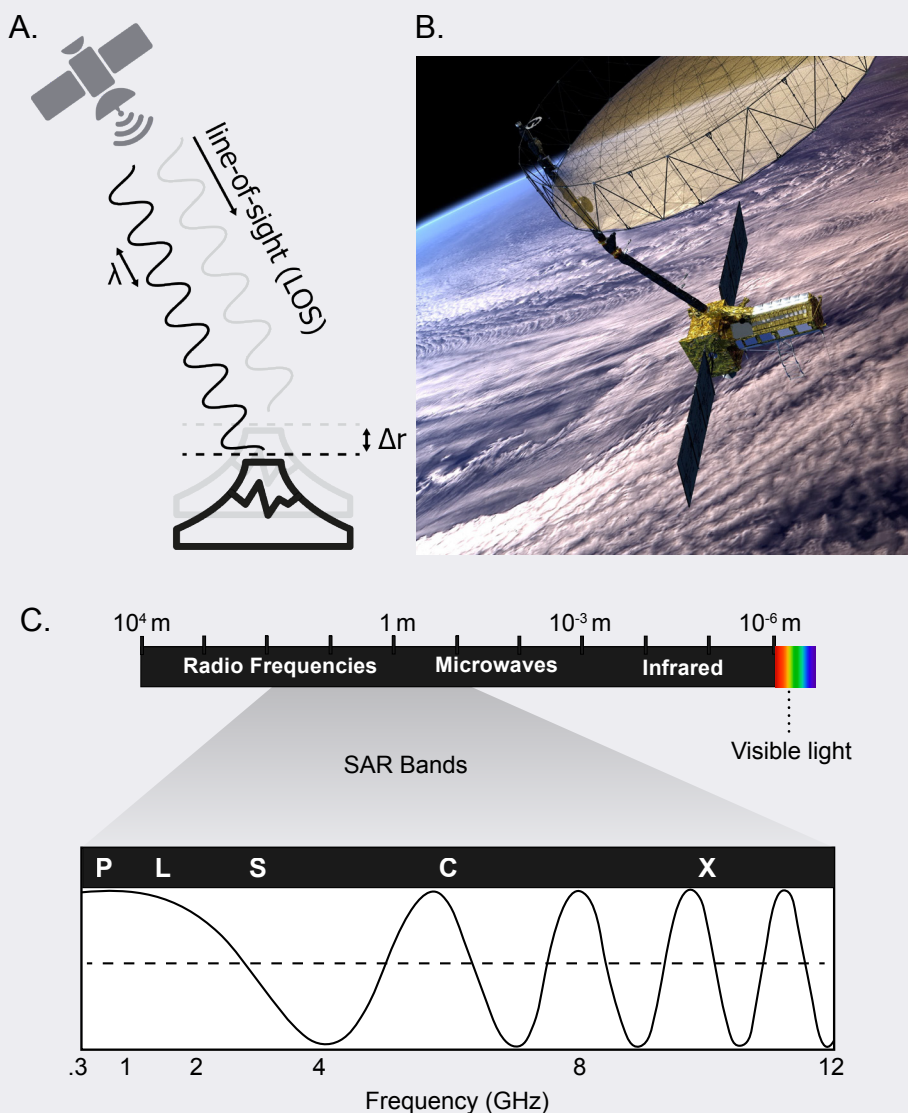 A.
B.
line-of-sight (LOS)
λ
Δr
C.
10⁴ m
1 m
10⁻³ m
10⁻⁶ m
Radio Frequencies
Microwaves
Infrared
Visible light
SAR Bands
P L S C X
.3 1 2 4 8 12
Frequency (GHz)